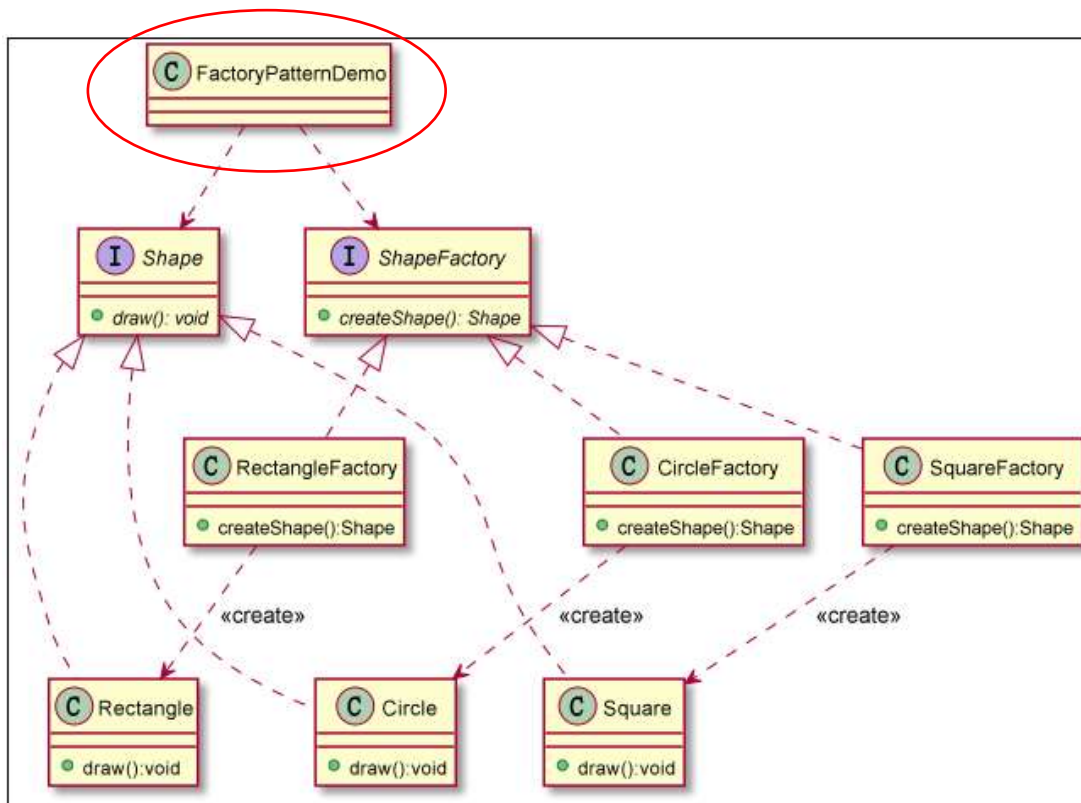 C FactoryPatternDemo
I Shape
draw(): void
I ShapeFactory
createShape(): Shape
C RectangleFactory
createShape():Shape
C CircleFactory
createShape():Shape
C SquareFactory
createShape():Shape
«create»
«create»
«create»
C Rectangle
draw():void
C Circle
draw():void
C Square
draw():void